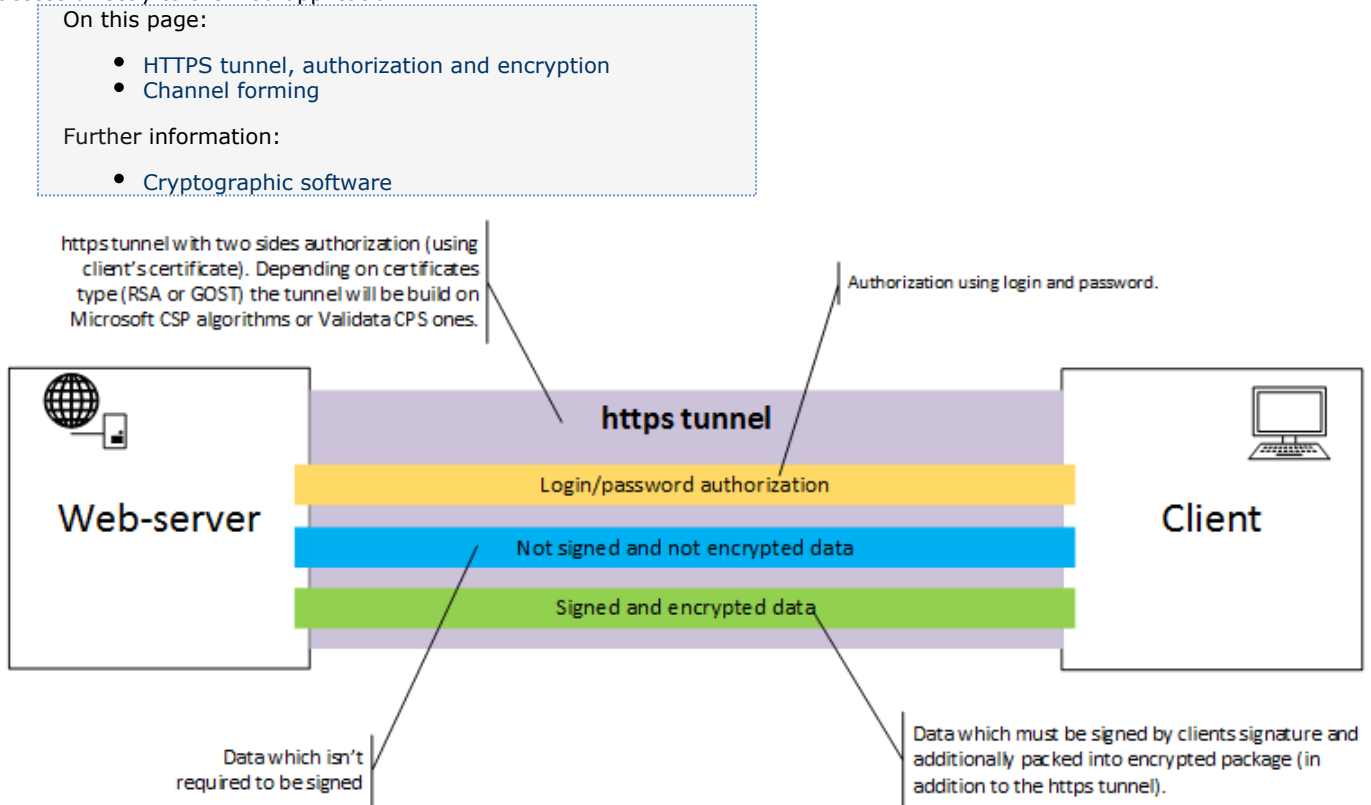 On this page:
HTTPS tunnel, authorization and encryption
Channel forming
Further information:
Cryptographic software
https tunnel with two sides authorization (using
client's certificate). Depending on certificates
type (RSA or GOST) the tunnel will be build on
Microsoft CSP algorithms or Validata CPS ones.
Authorization using login and password.
https tunnel
Login/password authorization
Web-server
Client
Not signed and not encrypted data
Signed and encrypted data
Data which isn't
required to be signed
Data which must be signed by clients signature and
additionally packed into encrypted package (in
addition to the https tunnel).